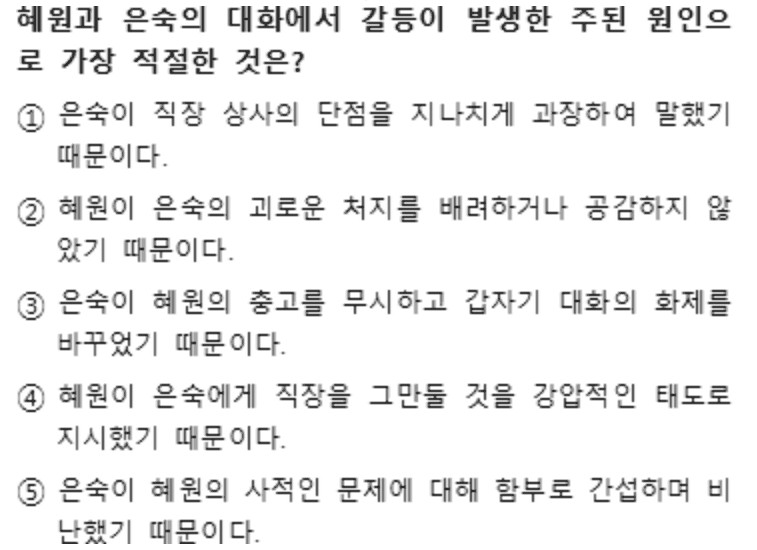 혜원과 은숙의 대화에서 갈등이 발생한 주된 원인으
로 가장 적절한 것은?
① 은숙이 직장 상사의 단점을 지나치게 과장하여 말했기
때문이다.
② 혜원이 은숙의 괴로운 처지를 배려하거나 공감하지 않
았기 때문이다.
③ 은숙이 혜원의 충고를 무시하고 갑자기 대화의 화제를
바꾸었기 때문이다.
④ 혜원이 은숙에게 직장을 그만둘 것을 강압적인 태도로
지시했기 때문이다.
⑤ 은숙이 혜원의 사적인 문제에 대해 함부로 간섭하며 비
난했기 때문이다.